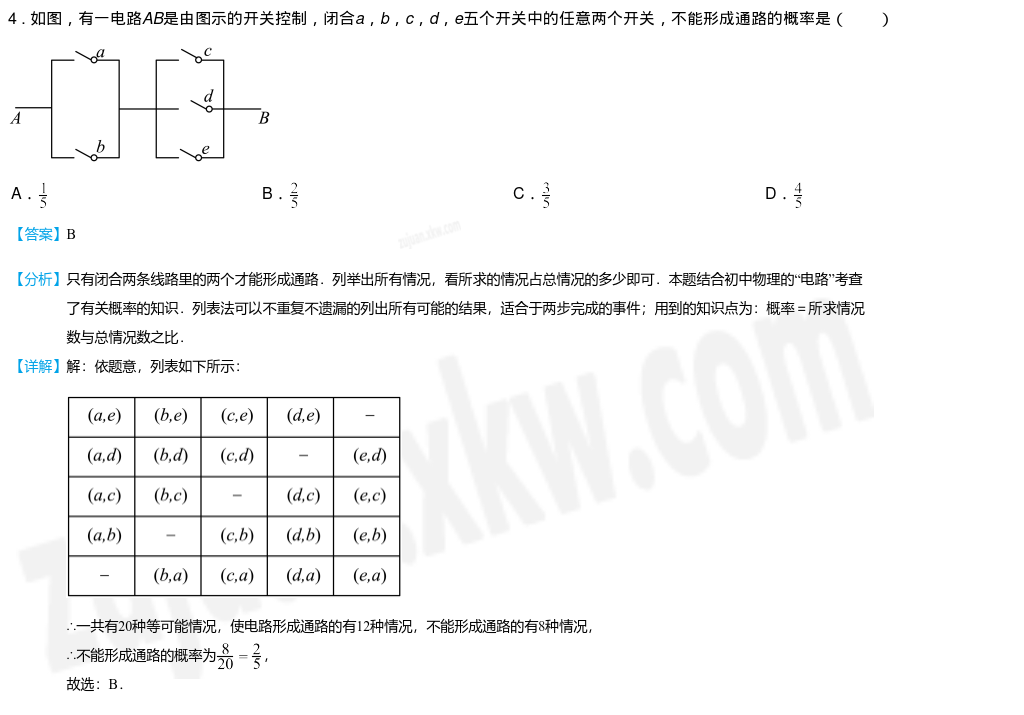 4．如图，有一电路AB是由图示的开关控制，闭合a，b，c，d，e五个开关中的任意两个开关，不能形成通路的概率是（　　）
a
c
d
A
B
b
e
A．1/5 B．2/5 C．3/5 D．4/5
【答案】B
zujuan.xkw.com
【分析】只有闭合两条线路里的两个才能形成通路．列举出所有情况，看所求的情况占总情况的多少即可．本题结合初中物理的“电路”考查
了有关概率的知识．列表法可以不重复不遗漏的列出所有可能的结果，适合于两步完成的事件；用到的知识点为：概率＝所求情况
数与总情况数之比．
【详解】解：依题意，列表如下所示：
(a,e) (b,e) (c,e) (d,e) −
(a,d) (b,d) (c,d) − (e,d)
(a,c) (b,c) − (d,c) (e,c)
(a,b) − (c,b) (d,b) (e,b)
− (b,a) (c,a) (d,a) (e,a)
∴一共有20种等可能情况，使电路形成通路的有12种情况，不能形成通路的有8种情况，
∴不能形成通路的概率为8/20 = 2/5，
故选：B．
zujuan.xkw.com